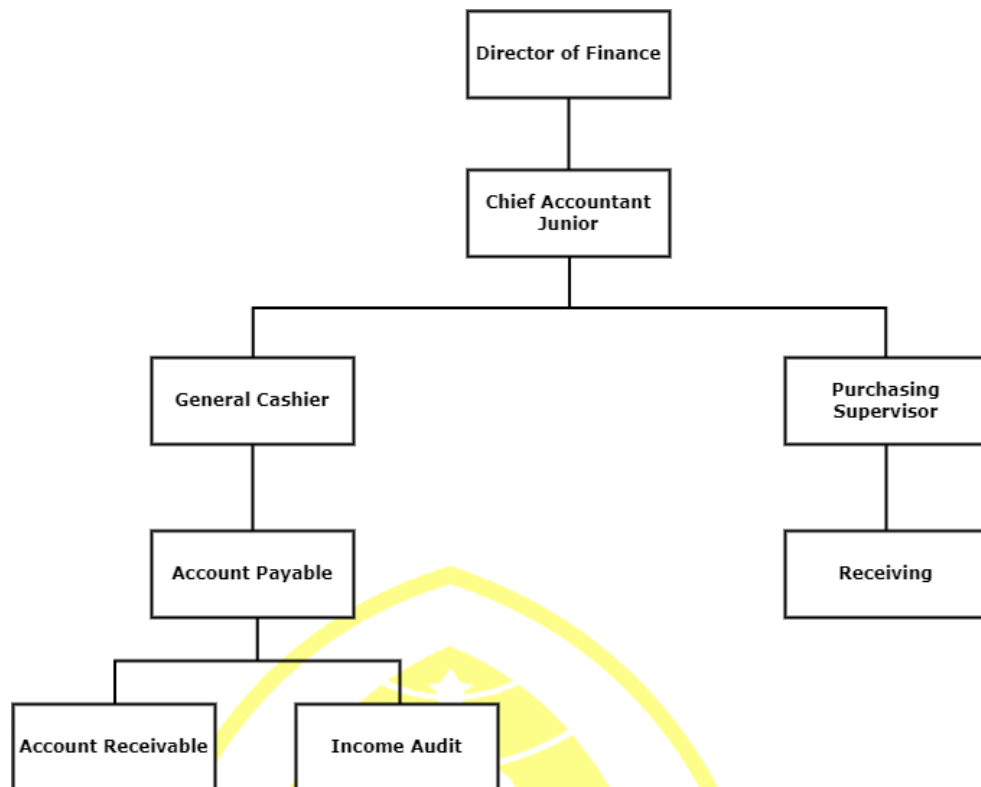 Director of Finance
Chief Accountant
Junior
General Cashier
Purchasing
Supervisor
Account Payable
Receiving
Account Receivable
Income Audit